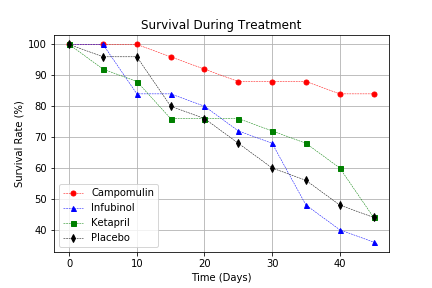 Survival During Treatment
100
90
80
70
60
50
40
Survival Rate (%)
Campomulin
Infubinol
Ketapril
Placebo
0
10
20
30
40
Time (Days)